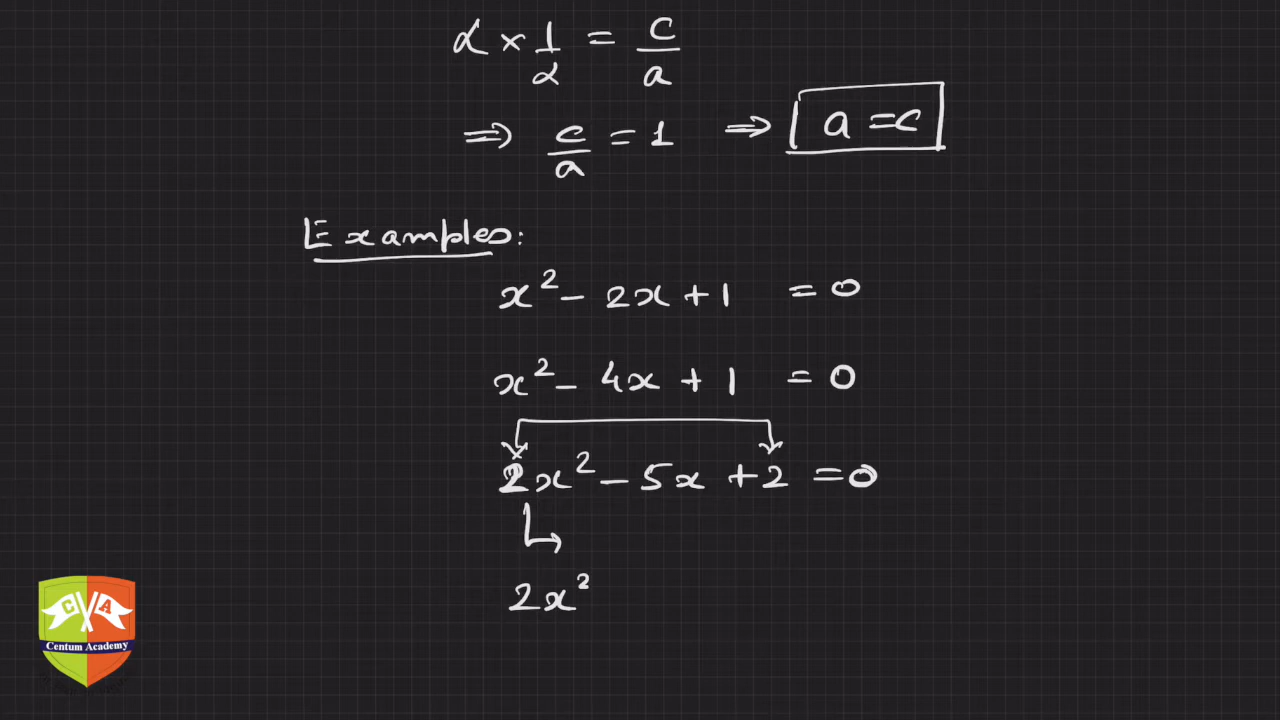 α × 1/α = c/a
⇒ c/a = 1 ⇒ a = c
Examples:
x² - 2x + 1 = 0
x² - 4x + 1 = 0
2x² - 5x + 2 = 0
2x²
C A
Centum Academy